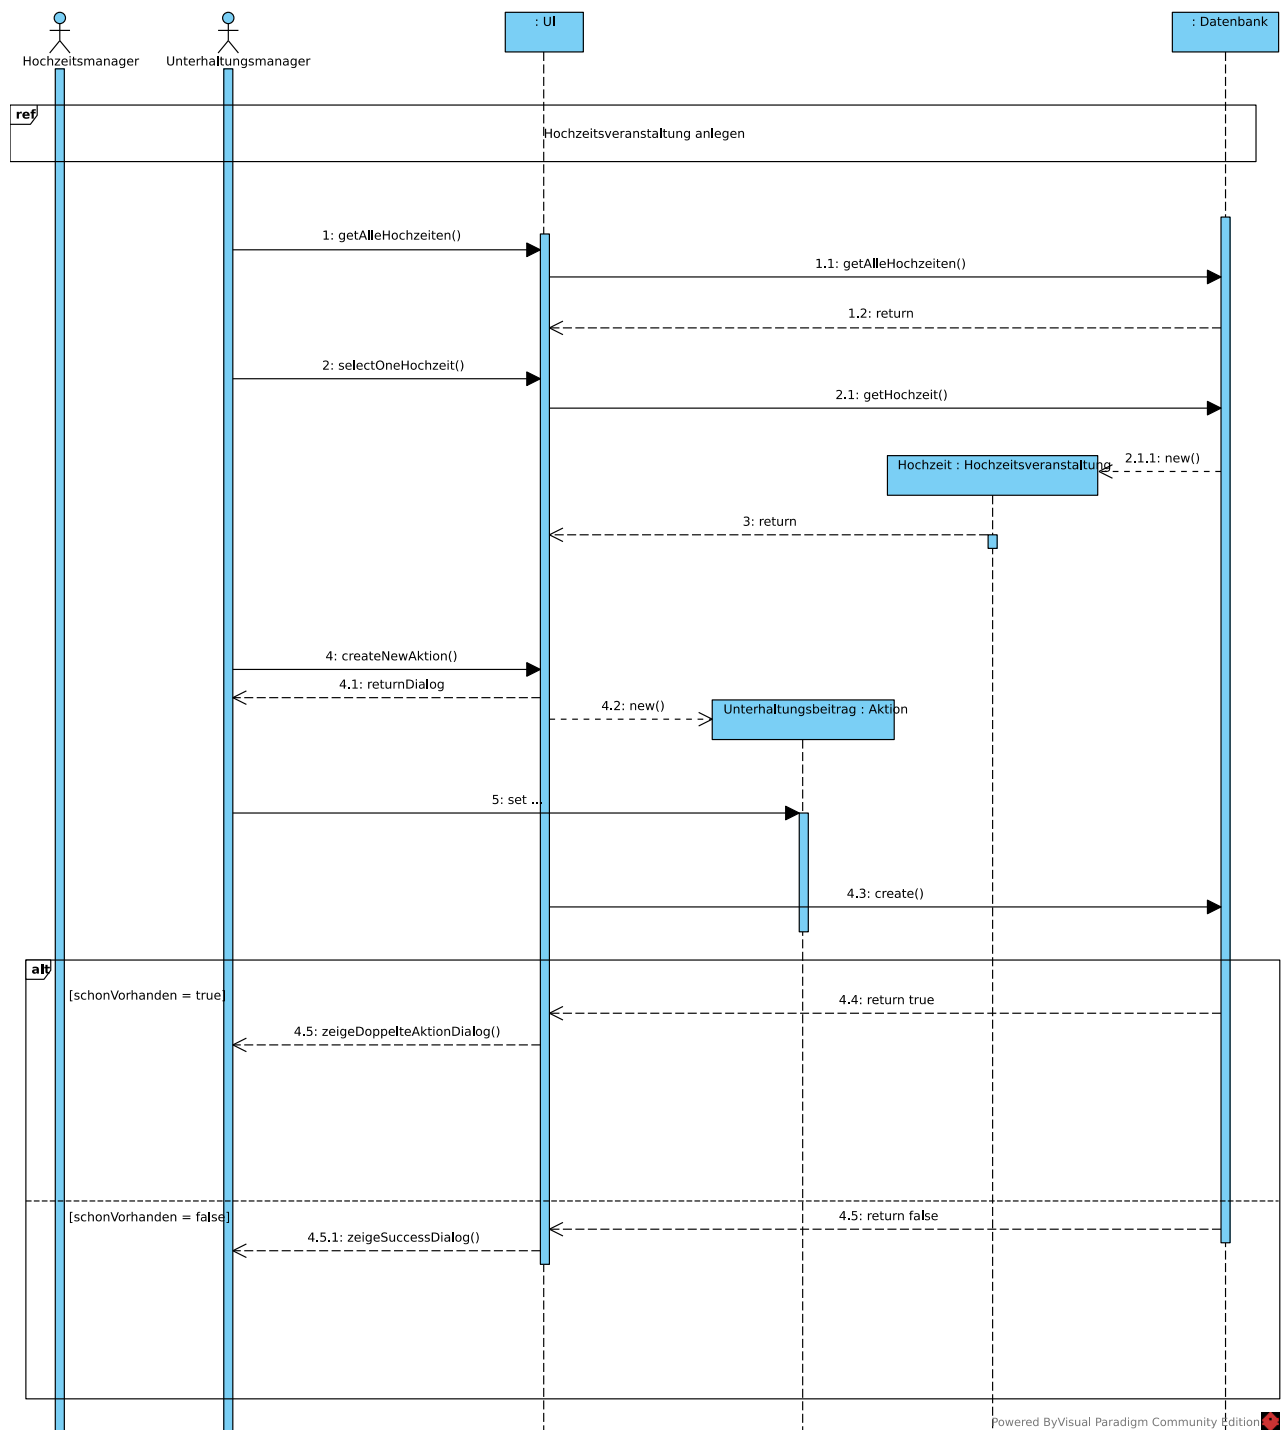 : UI
: Datenbank
Hochzeitsmanager
Unterhaltungsmanager
ref
Hochzeitsveranstaltung anlegen
1: getAlleHochzeiten()
1.1: getAlleHochzeiten()
1.2: return
2: selectOneHochzeit()
2.1: getHochzeit()
2.1.1: new()
Hochzeit : Hochzeitsveranstaltung
3: return
4: createNewAktion()
4.1: returnDialog
4.2: new()
Unterhaltungsbeitrag : Aktion
5: set ...
4.3: create()
alt
[schonVorhanden = true]
4.4: return true
4.5: zeigeDoppelteAktionDialog()
[schonVorhanden = false]
4.5: return false
4.5.1: zeigeSuccessDialog()
Powered ByVisual Paradigm Community Edition